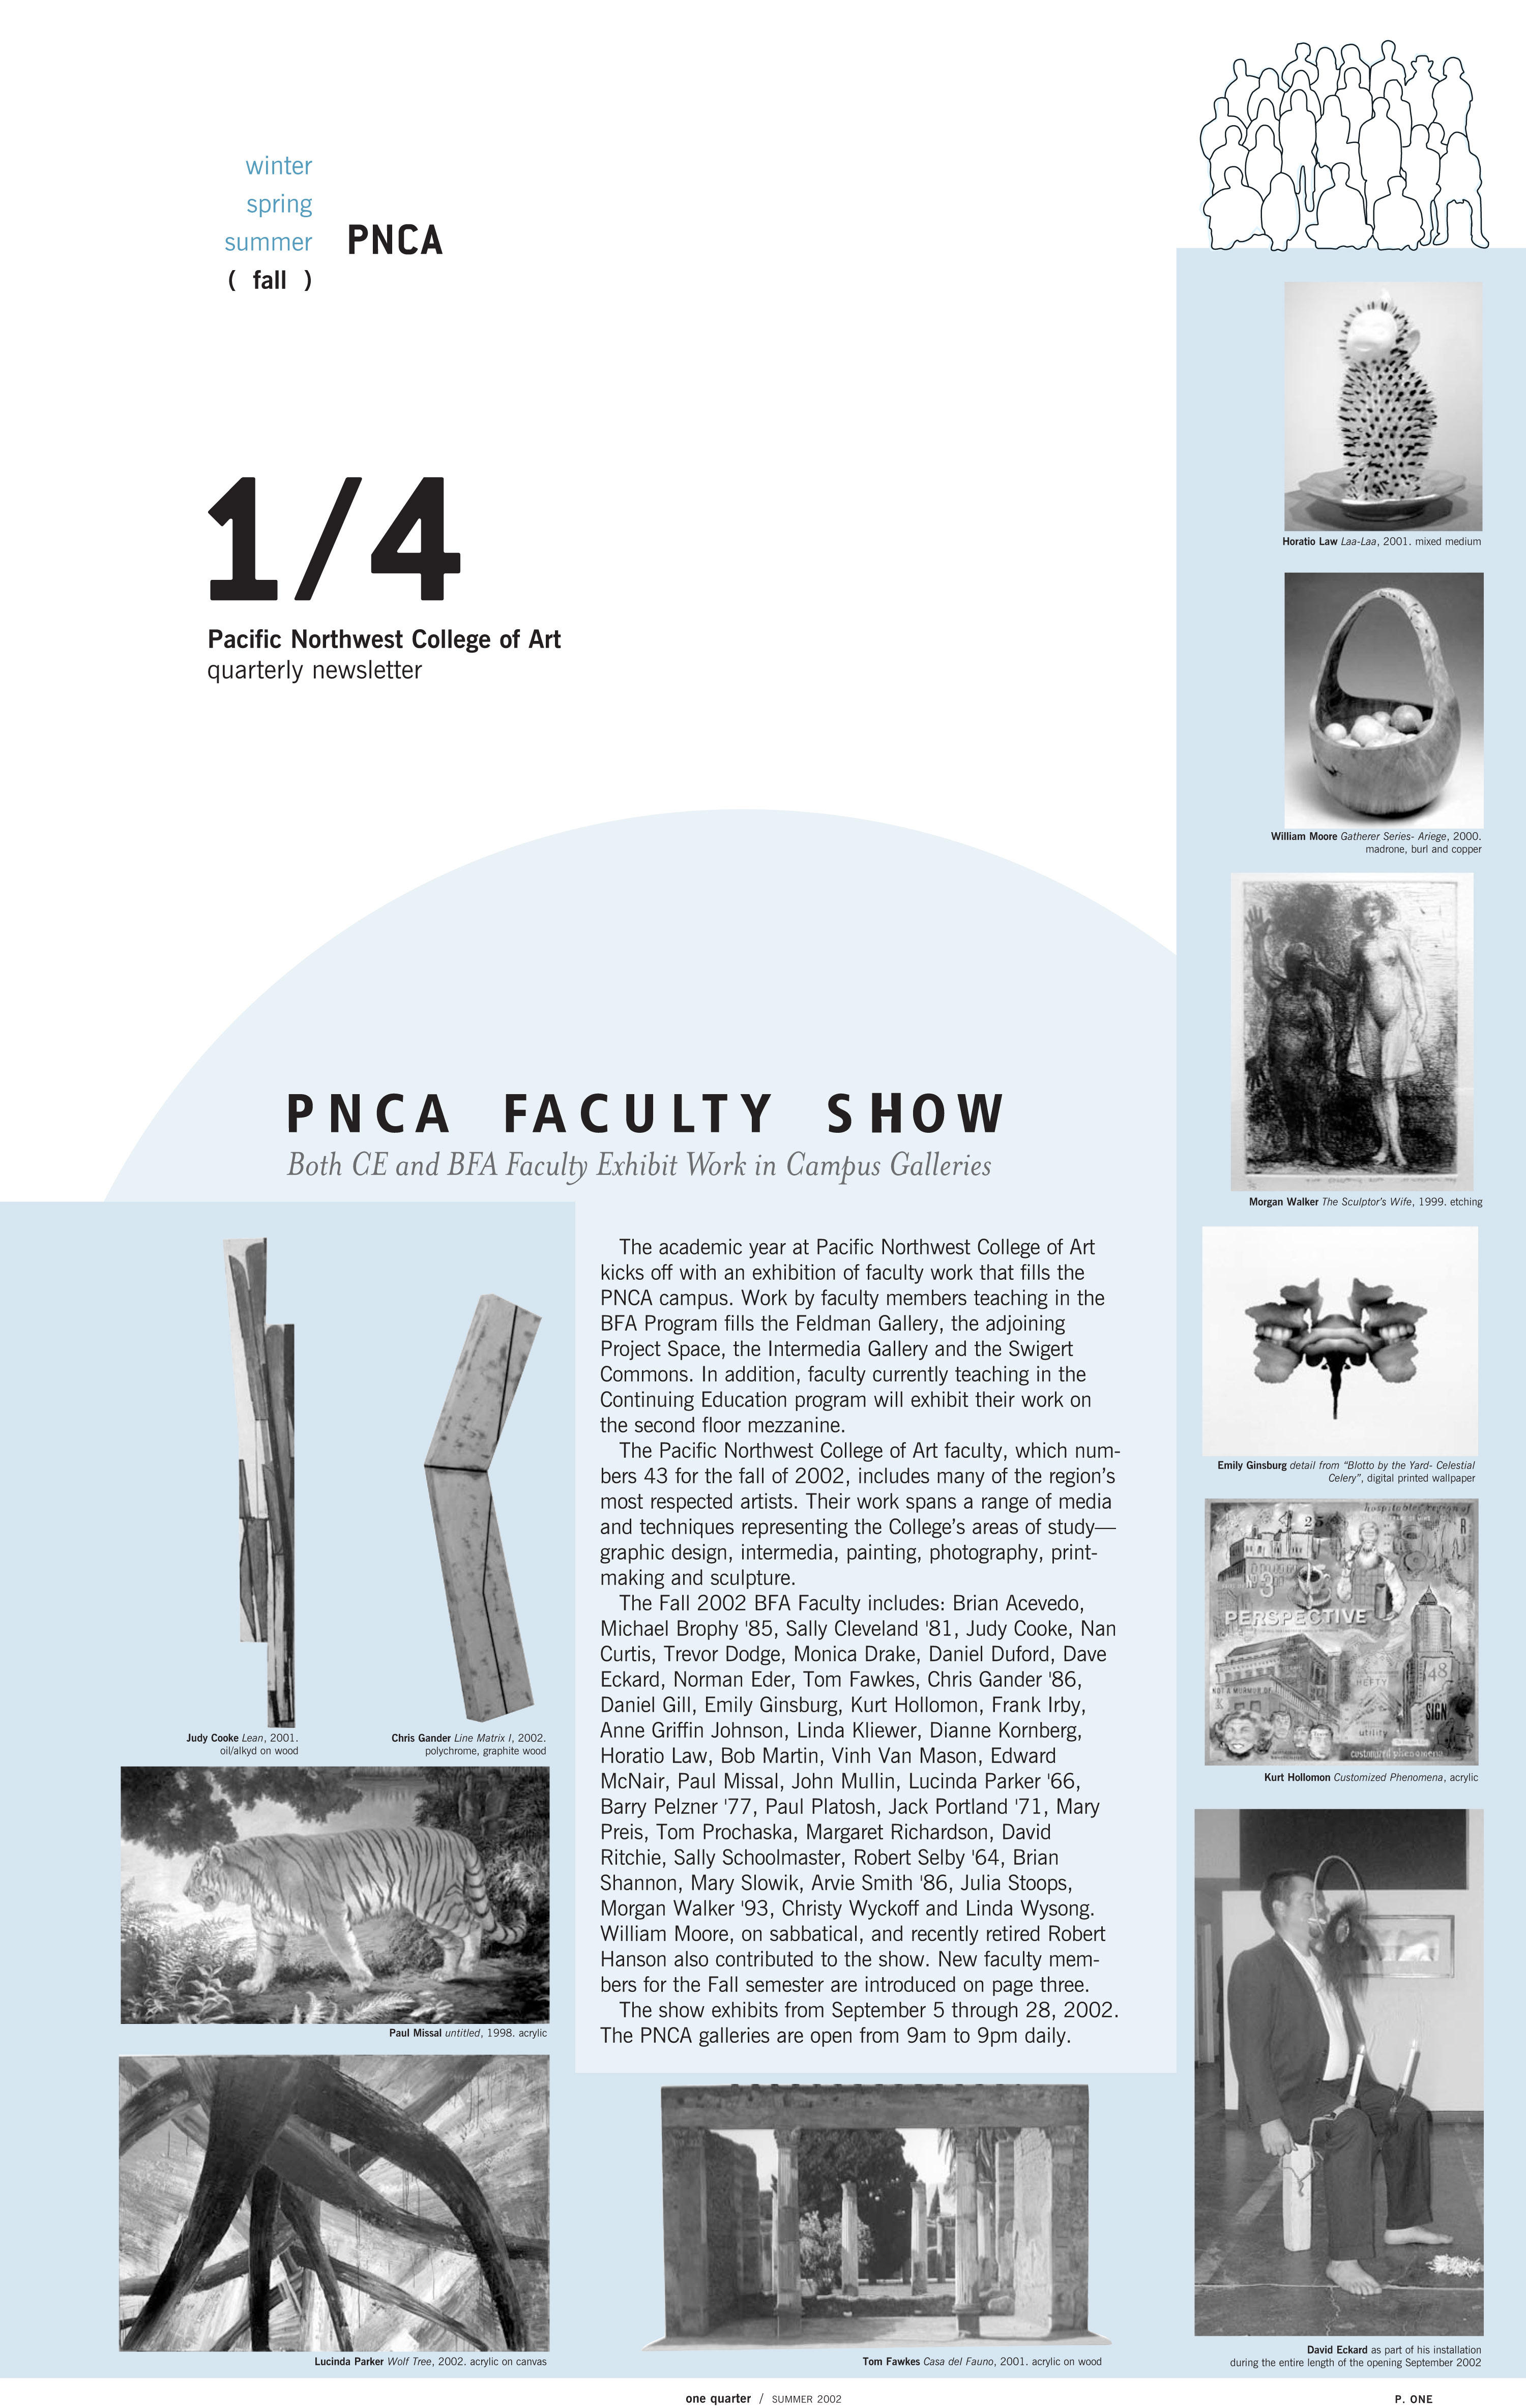 winter
spring
summer
( fall )
PNCA
1/4
Pacific Northwest College of Art
quarterly newsletter
PNCA FACULTY SHOW
Both CE and BFA Faculty Exhibit Work in Campus Galleries
The academic year at Pacific Northwest College of Art
kicks off with an exhibition of faculty work that fills the
PNCA campus. Work by faculty members teaching in the
BFA Program fills the Feldman Gallery, the adjoining
Project Space, the Intermedia Gallery and the Swigert
Commons. In addition, faculty currently teaching in the
Continuing Education program will exhibit their work on
the second floor mezzanine.
The Pacific Northwest College of Art faculty, which num-
bers 43 for the fall of 2002, includes many of the region's
most respected artists. Their work spans a range of media
and techniques representing the College's areas of study—
graphic design, intermedia, painting, photography, print-
making and sculpture.
The Fall 2002 BFA Faculty includes: Brian Acevedo,
Michael Brophy '85, Sally Cleveland '81, Judy Cooke, Nan
Curtis, Trevor Dodge, Monica Drake, Daniel Duford, Dave
Eckard, Norman Eder, Tom Fawkes, Chris Gander '86,
Daniel Gill, Emily Ginsburg, Kurt Hollomon, Frank Irby,
Anne Griffin Johnson, Linda Kliewer, Dianne Kornberg,
Horatio Law, Bob Martin, Vinh Van Mason, Edward
McNair, Paul Missal, John Mullin, Lucinda Parker '66,
Barry Pelzner '77, Paul Platosh, Jack Portland '71, Mary
Preis, Tom Prochaska, Margaret Richardson, David
Ritchie, Sally Schoolmaster, Robert Selby '64, Brian
Shannon, Mary Slowik, Arvie Smith '86, Julia Stoops,
Morgan Walker '93, Christy Wyckoff and Linda Wysong.
William Moore, on sabbatical, and recently retired Robert
Hanson also contributed to the show. New faculty mem-
bers for the Fall semester are introduced on page three.
The show exhibits from September 5 through 28, 2002.
The PNCA galleries are open from 9am to 9pm daily.
Judy Cooke Lean, 2001.
oil/alkyd on wood
Chris Gander Line Matrix I, 2002.
polychrome, graphite wood
Paul Missal untitled, 1998. acrylic
Lucinda Parker Wolf Tree, 2002. acrylic on canvas
Tom Fawkes Casa del Fauno, 2001. acrylic on wood
Horatio Law Laa-Laa, 2001. mixed medium
William Moore Gatherer Series- Ariege, 2000.
madrone, burl and copper
Morgan Walker The Sculptor's Wife, 1999. etching
Emily Ginsburg detail from “Blotto by the Yard- Celestial
Celery”, digital printed wallpaper
hospitable region of
25
R
No 3
PERSPECTIVE
48
NOT A MURMUR OF
HEFTY
K
SIGN
utility
customized phenomena
Kurt Hollomon Customized Phenomena, acrylic
David Eckard as part of his installation
during the entire length of the opening September 2002
one quarter / SUMMER 2002
P. ONE